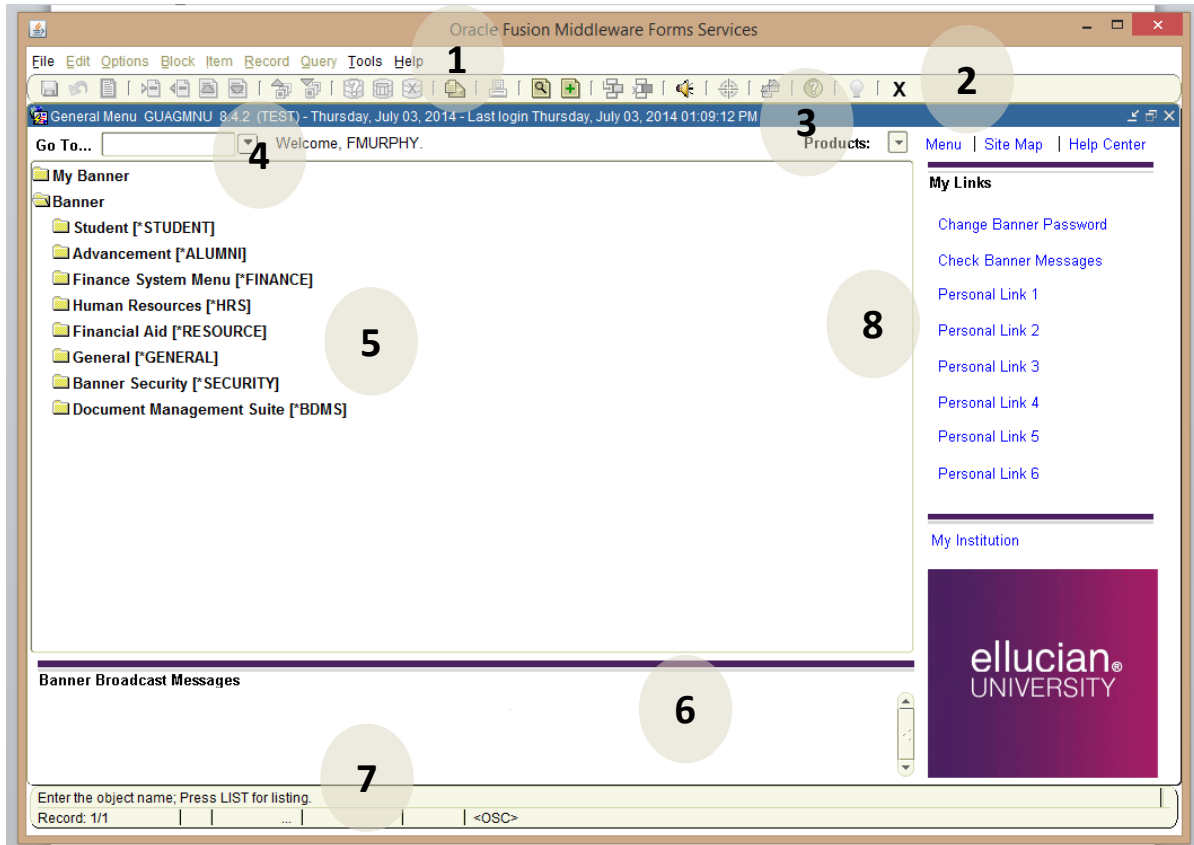 Oracle Fusion Middleware Forms Services
File Edit Options Block Item Record Query Tools Help
1
2
X
General Menu GUAGMNU 8.4.2 (TEST) - Thursday, July 03, 2014 - Last login Thursday, July 03, 2014 01:09:12 PM
3
Go To... Welcome, FMURPHY. Products: Menu | Site Map | Help Center
4
My Banner
Banner
Student [*STUDENT]
Advancement [*ALUMNI]
Finance System Menu [*FINANCE]
Human Resources [*HRS]
Financial Aid [*RESOURCE]
General [*GENERAL]
Banner Security [*SECURITY]
Document Management Suite [*BDMS]
5
8
My Links
Change Banner Password
Check Banner Messages
Personal Link 1
Personal Link 2
Personal Link 3
Personal Link 4
Personal Link 5
Personal Link 6
My Institution
ellucian®
UNIVERSITY
Banner Broadcast Messages
6
7
Enter the object name; Press LIST for listing.
Record: 1/1 ... <OSC>